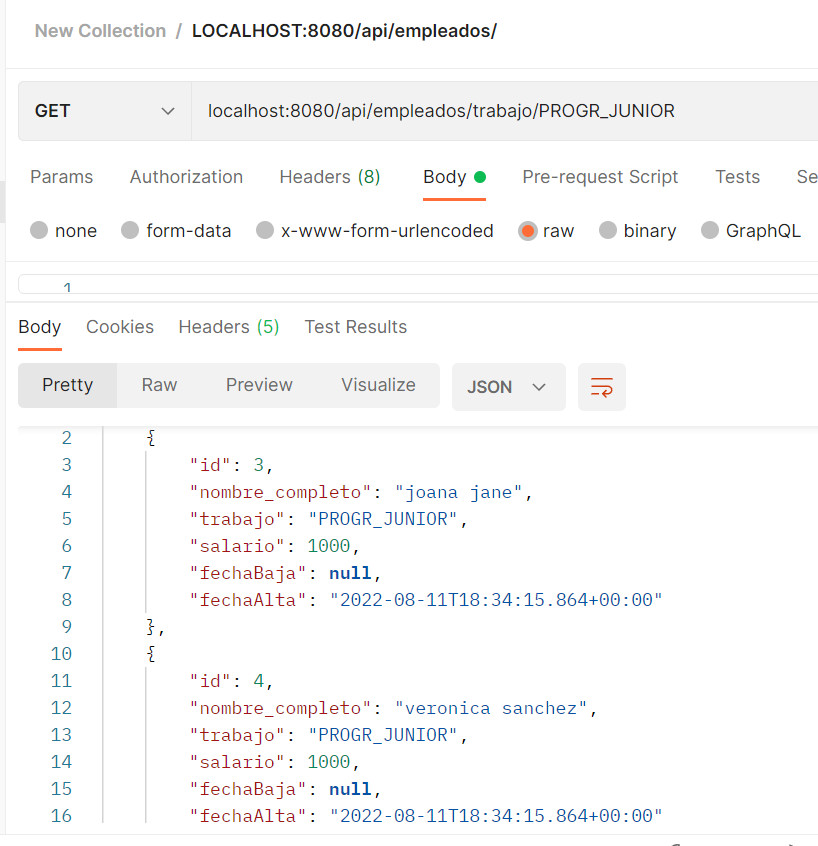 New Collection / LOCALHOST:8080/api/empleados/
GET localhost:8080/api/empleados/trabajo/PROGR_JUNIOR
Params Authorization Headers (8) Body Pre-request Script Tests Se
none form-data x-www-form-urlencoded raw binary GraphQL
1
Body Cookies Headers (5) Test Results
Pretty Raw Preview Visualize JSON
2 {
3 "id": 3,
4 "nombre_completo": "joana jane",
5 "trabajo": "PROGR_JUNIOR",
6 "salario": 1000,
7 "fechaBaja": null,
8 "fechaAlta": "2022-08-11T18:34:15.864+00:00"
9 },
10 {
11 "id": 4,
12 "nombre_completo": "veronica sanchez",
13 "trabajo": "PROGR_JUNIOR",
14 "salario": 1000,
15 "fechaBaja": null,
16 "fechaAlta": "2022-08-11T18:34:15.864+00:00"